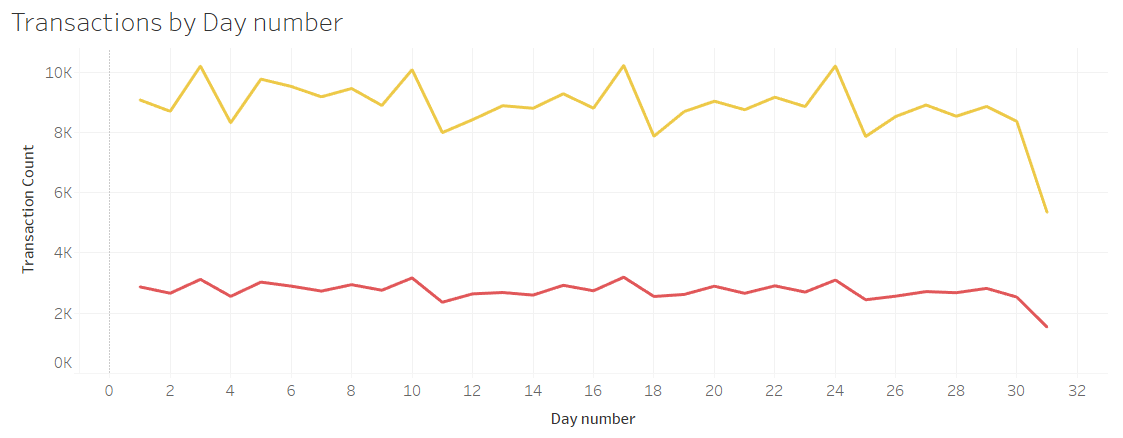 Transactions by Day number
Transaction Count
10K
8K
6K
4K
2K
0K
0 2 4 6 8 10 12 14 16 18 20 22 24 26 28 30 32
Day number